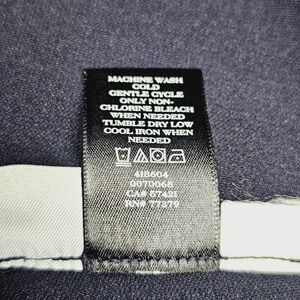 MACHINE WASH
COLD
GENTLE CYCLE
ONLY NON-
CHLORINE BLEACH
WHEN NEEDED
TUMBLE DRY LOW
COOL IRON WHEN
NEEDED
418604
0070068
CA# 57421
RN# 77379